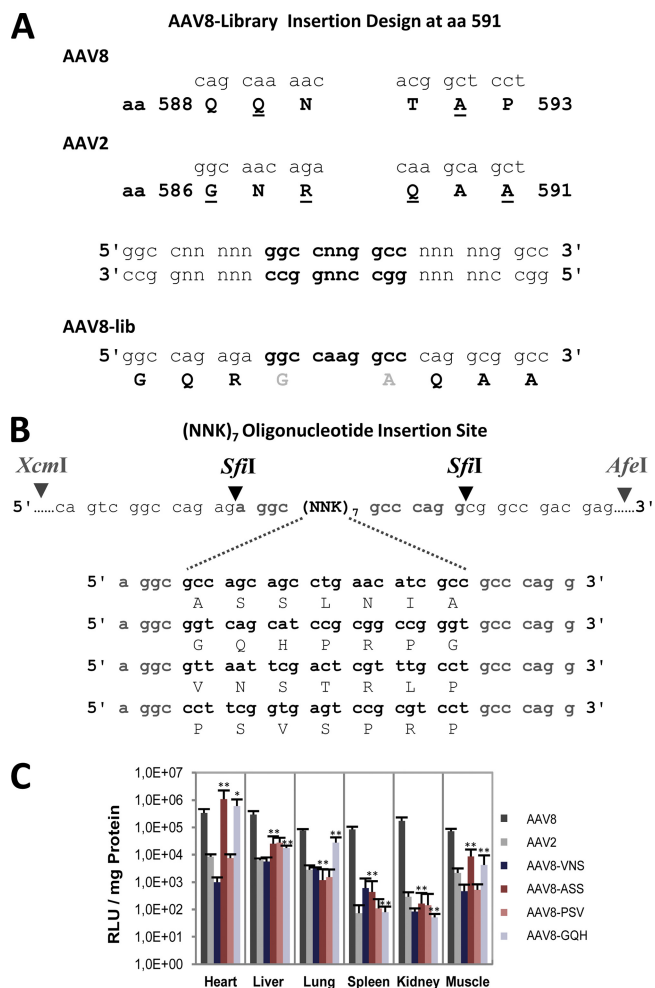 A
AAV8-Library Insertion Design at aa 591
AAV8
cag caa aac acg gct cct
aa 588 Q Q N T A P 593
AAV2
ggc aac aga caa gca gct
aa 586 G N R Q A A 591
5'ggc cnn nnn ggc cnng gcc nnn nng gcc 3'
3'ccg gnn nnn ccg gnnc cgg nnn nnc cgg 5'
AAV8-lib
5'ggc cag aga ggc caag gcc cag gcg gcc 3'
G Q R G A Q A A
B
(NNK)7 Oligonucleotide Insertion Site
XcmI SfiI SfiI AfeI
5'......ca gtc ggc cag aga ggc (NNK)7 gcc cag gcg gcc gac gag......3'
5' a ggc gcc agc agc ctg aac atc gcc gcc cag g 3'
A S S L N I A
5' a ggc ggt cag cat ccg cgg ccg ggt gcc cag g 3'
G Q H P R P G
5' a ggc gtt aat tcg act cgt ttg cct gcc cag g 3'
V N S T R L P
5' a ggc cct tcg gtg agt ccg cgt cct gcc cag g 3'
P S V S P R P
C
RLU / mg Protein
1,0E+07
1,0E+06
1,0E+05
1,0E+04
1,0E+03
1,0E+02
1,0E+01
1,0E+00
** * ** ** ** ** ** ** ** ** ** **
Heart Liver Lung Spleen Kidney Muscle
AAV8
AAV2
AAV8-VNS
AAV8-ASS
AAV8-PSV
AAV8-GQH